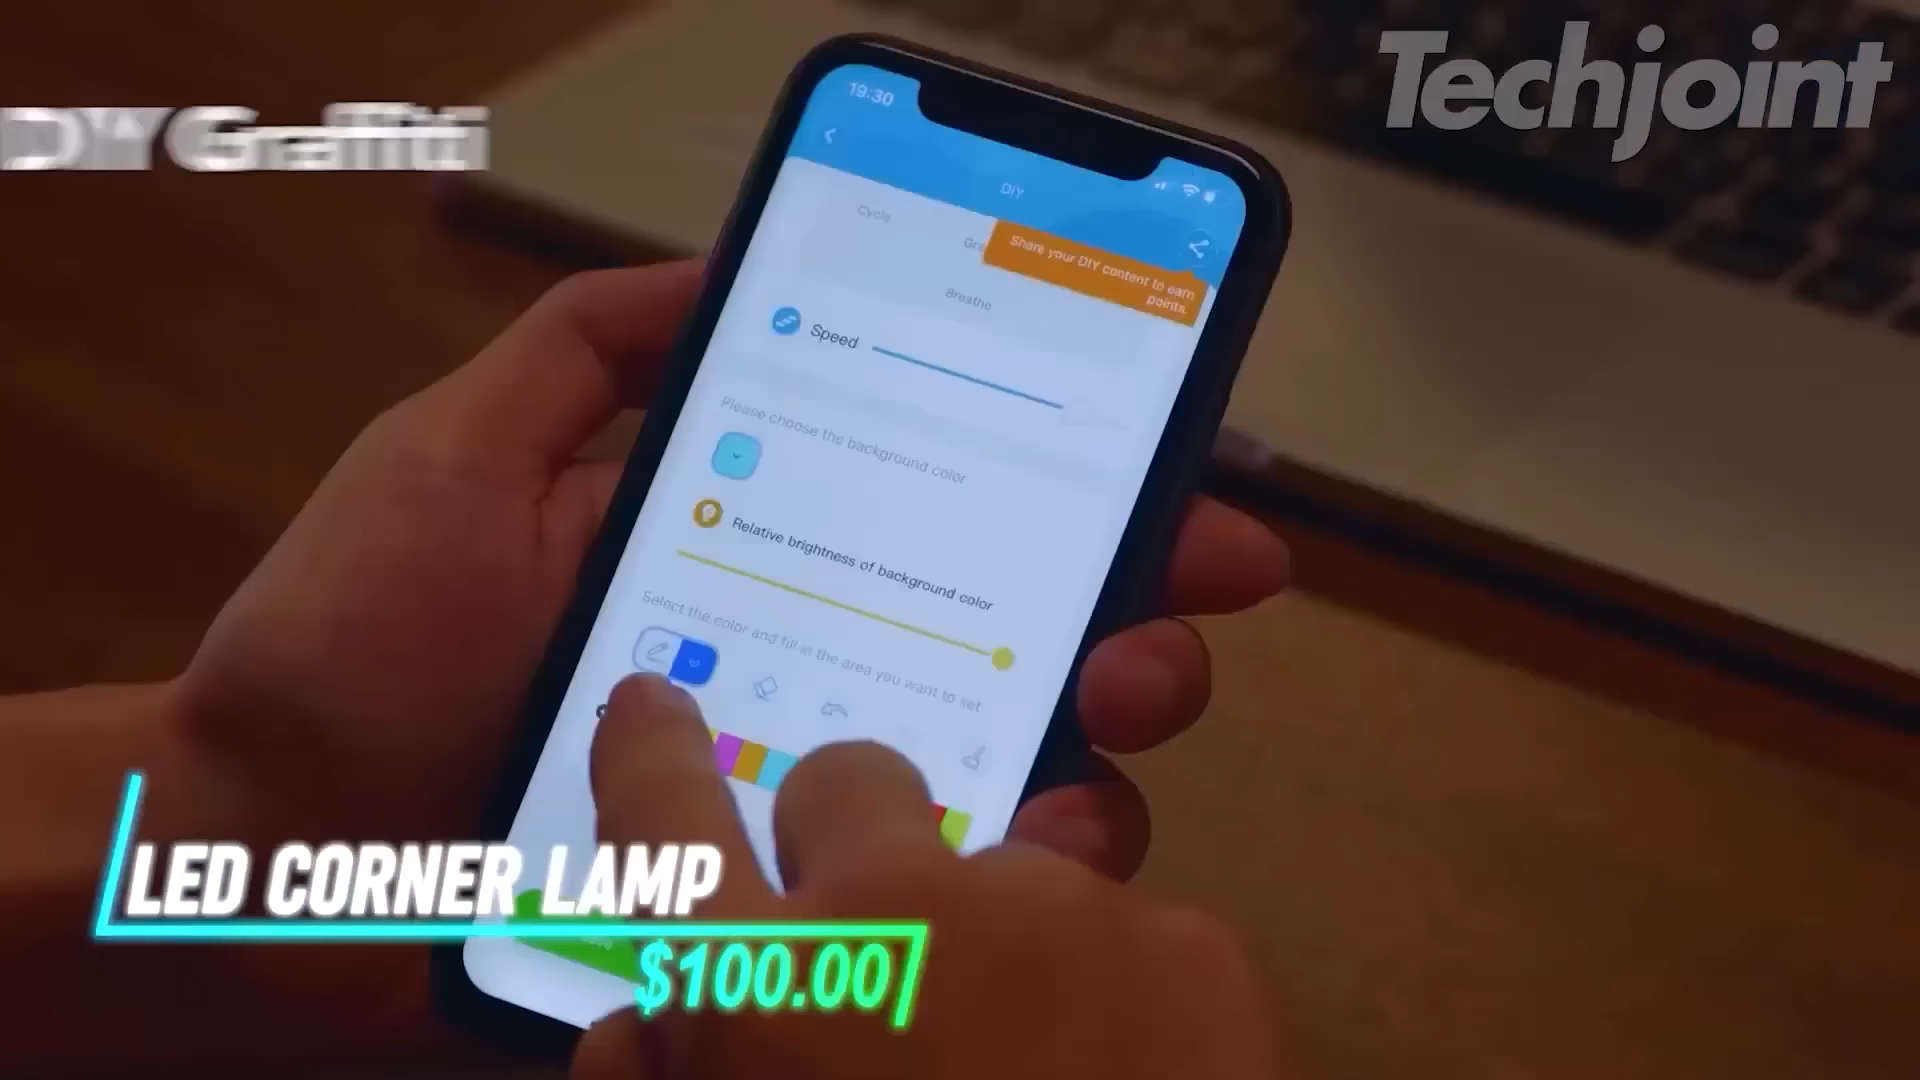 Techjoint
DIY Graffiti
19:30
DIY
Cycle
Share your DIY content to earn
points.
Breathe
Speed
Please choose the background color
Relative brightness of background color
Select the color and fill in the area you want to set
LED CORNER LAMP
$100.00